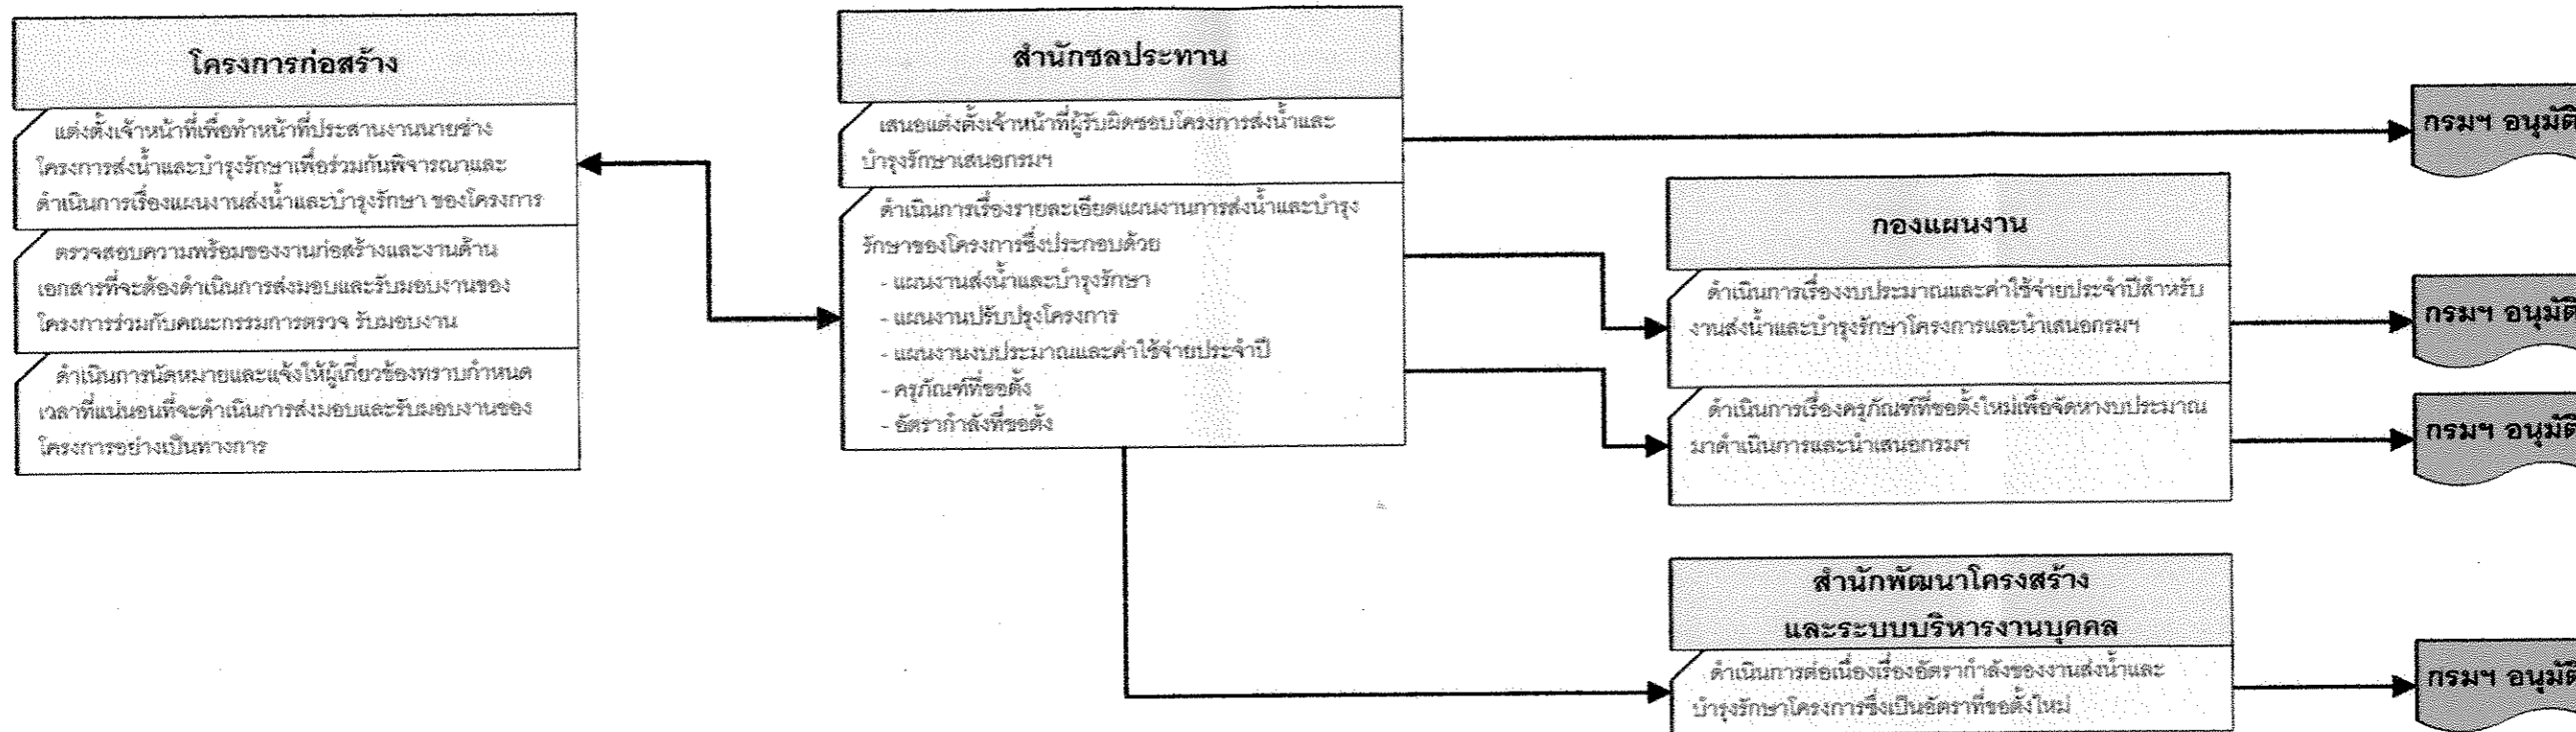 โครงการก่อสร้าง
แต่งตั้งเจ้าหน้าที่เพื่อทำหน้าที่ประสานงานนายช่าง
โครงการส่งน้ำและบำรุงรักษาเพื่อร่วมกันพิจารณาและ
ดำเนินการเรื่องแผนงานส่งน้ำและบำรุงรักษา ของโครงการ
ตรวจสอบความพร้อมของงานก่อสร้างและงานด้าน
เอกสารที่จะต้องดำเนินการส่งมอบและรับมอบงานของ
โครงการร่วมกับคณะกรรมการตรวจ รับมอบงาน
ดำเนินการนัดหมายและแจ้งให้ผู้เกี่ยวข้องทราบกำหนด
เวลาที่แน่นอนที่จะดำเนินการส่งมอบและรับมอบงานของ
โครงการอย่างเป็นทางการ
สำนักชลประทาน
เสนอแต่งตั้งเจ้าหน้าที่ผู้รับผิดชอบโครงการส่งน้ำและ
บำรุงรักษาเสนอกรมฯ
ดำเนินการเรื่องรายละเอียดแผนงานการส่งน้ำและบำรุง
รักษาของโครงการซึ่งประกอบด้วย
- แผนงานส่งน้ำและบำรุงรักษา
- แผนงานปรับปรุงโครงการ
- แผนงานงบประมาณและค่าใช้จ่ายประจำปี
- ครุภัณฑ์ที่ขอตั้ง
- อัตรากำลังที่ขอตั้ง
กรมฯ อนุมัติ
กองแผนงาน
ดำเนินการเรื่องงบประมาณและค่าใช้จ่ายประจำปีสำหรับ
งานส่งน้ำและบำรุงรักษาโครงการและนำเสนอกรมฯ
กรมฯ อนุมัติ
ดำเนินการเรื่องครุภัณฑ์ที่ขอตั้งใหม่เพื่อจัดหางบประมาณ
มาดำเนินการและนำเสนอกรมฯ
กรมฯ อนุมัติ
สำนักพัฒนาโครงสร้าง
และระบบบริหารงานบุคคล
ดำเนินการต่อเนื่องเรื่องอัตรากำลังของงานส่งน้ำและ
บำรุงรักษาโครงการซึ่งเป็นอัตราที่ขอตั้งใหม่
กรมฯ อนุมัติ